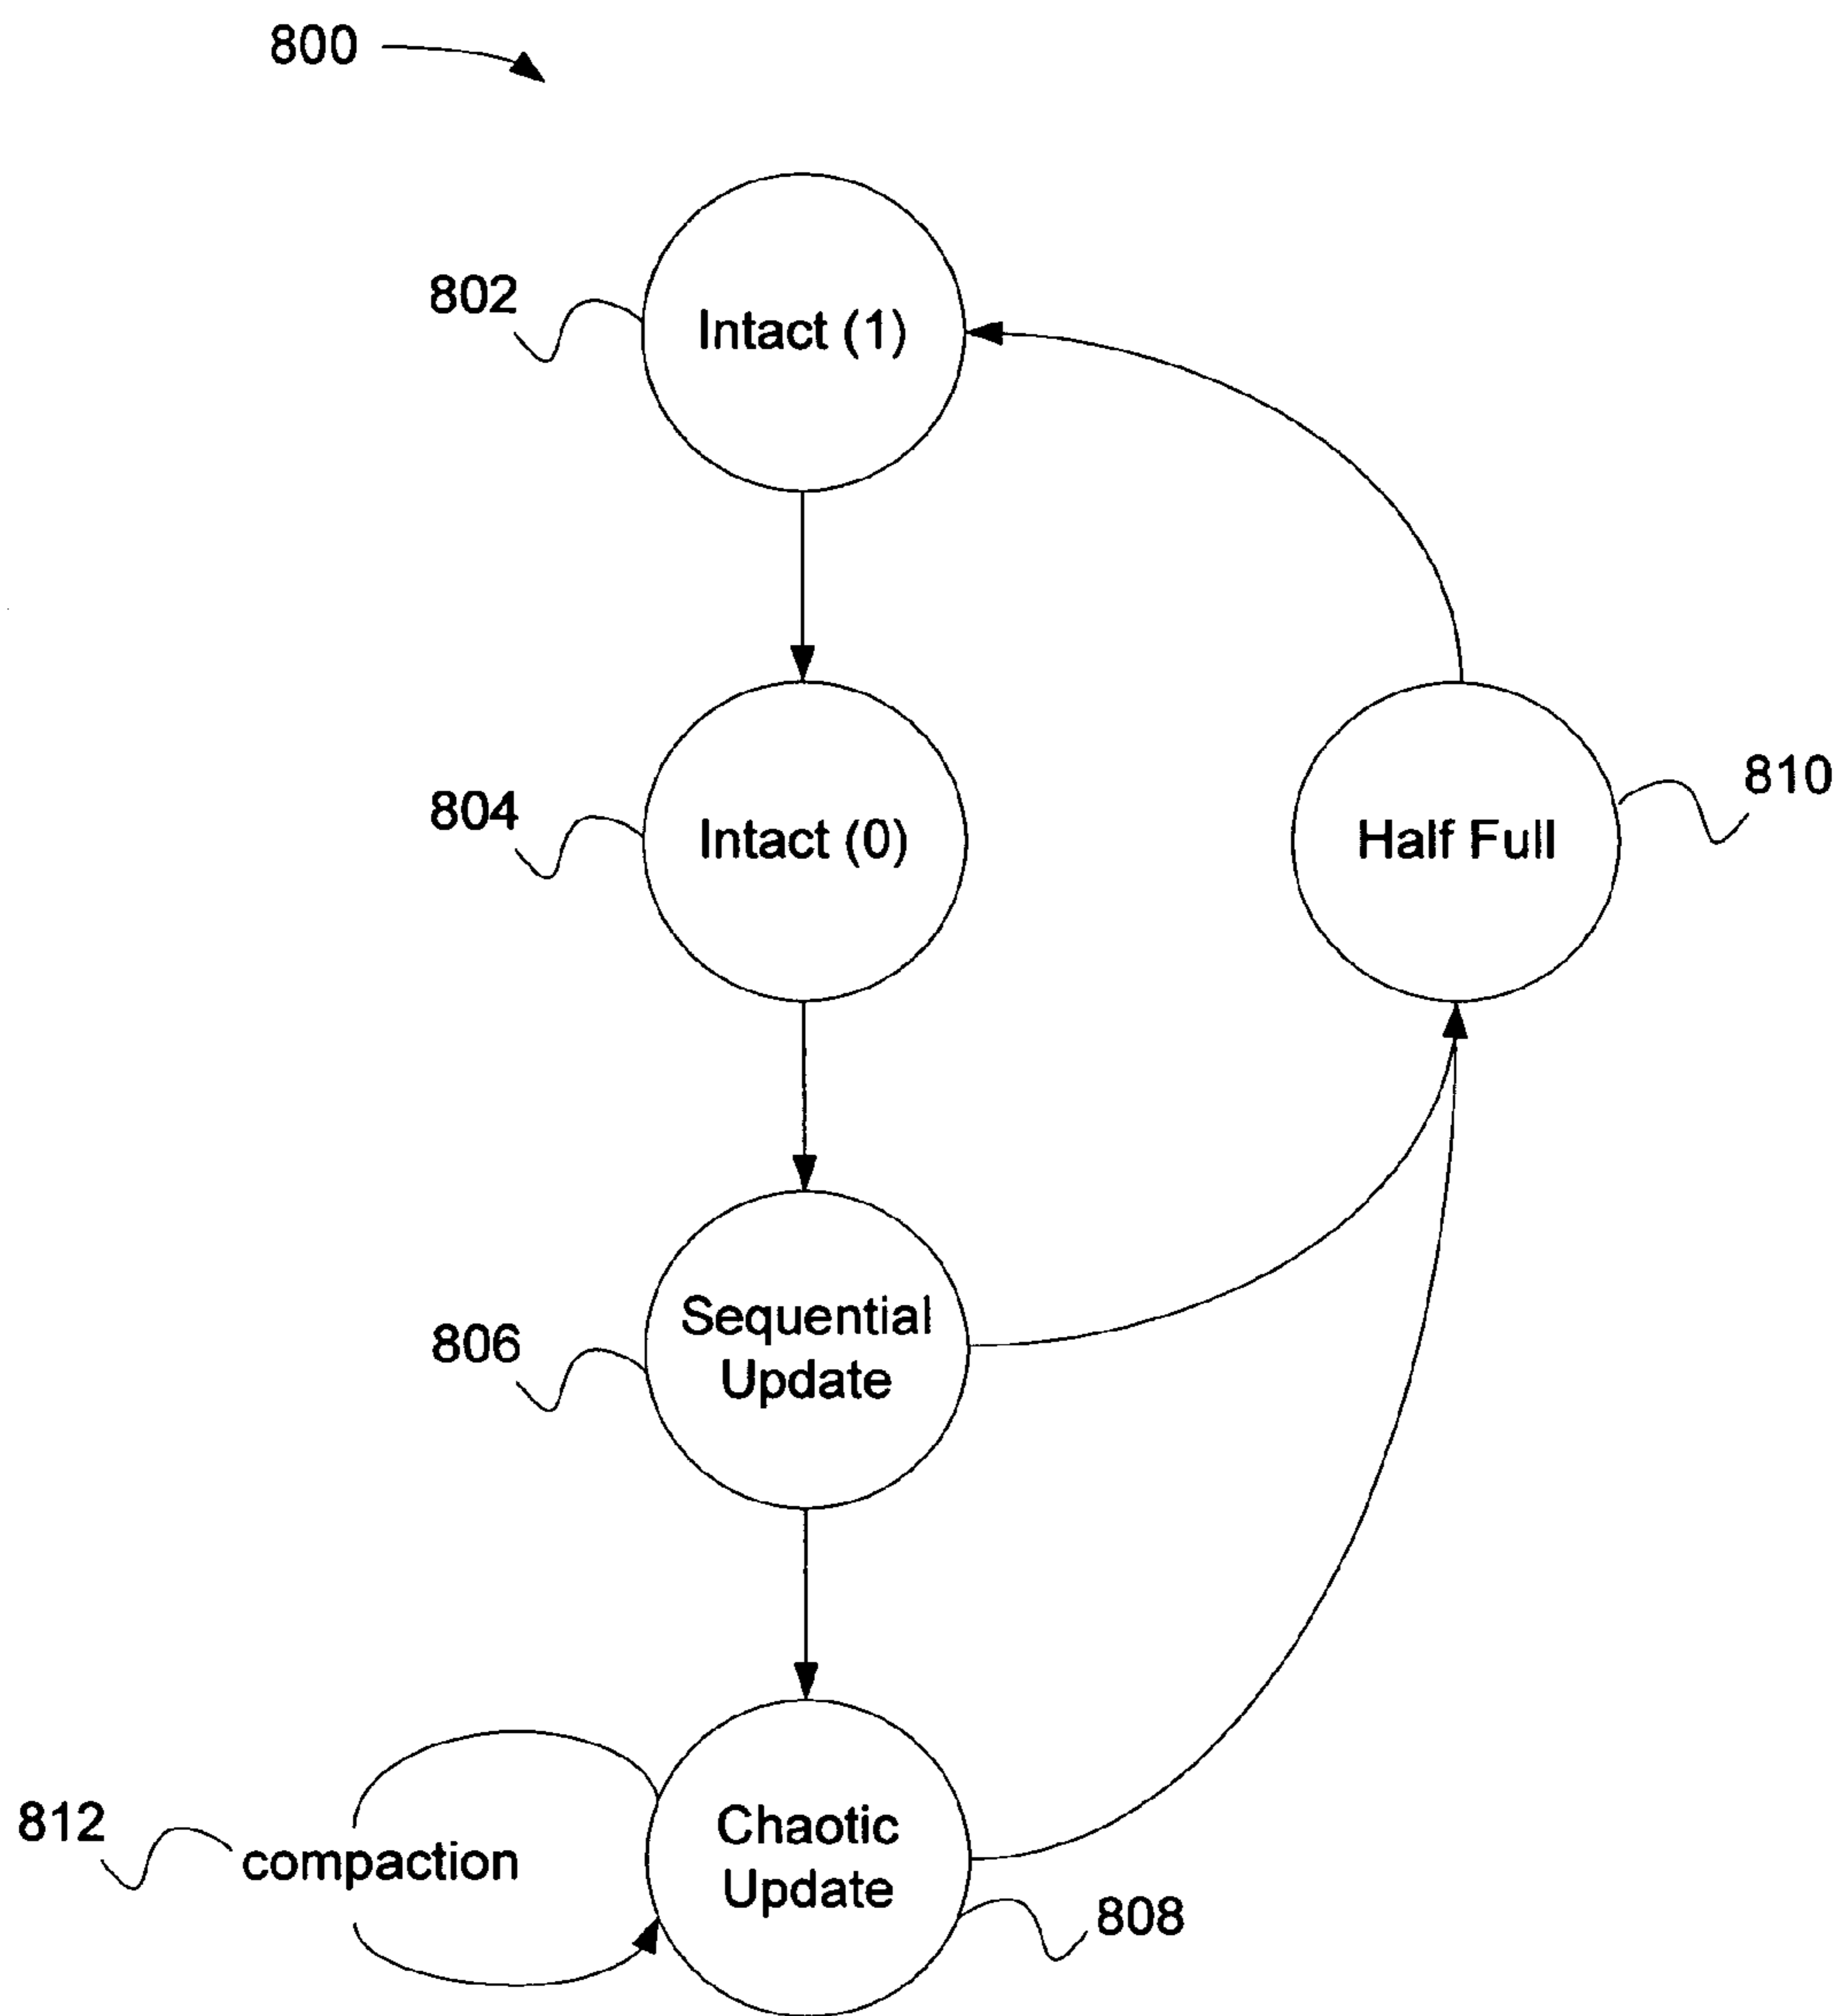 800
802
Intact (1)
804
Intact (0)
810
Half Full
806
Sequential
Update
812
compaction
Chaotic
Update
808